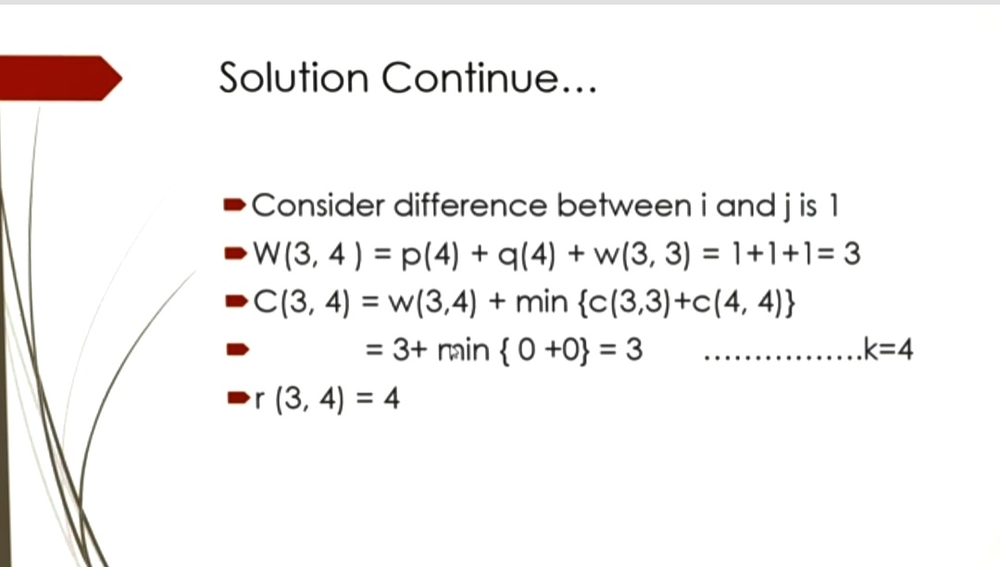 Solution Continue...
Consider difference between i and j is 1
W(3, 4 ) = p(4) + q(4) + w(3, 3) = 1+1+1= 3
C(3, 4) = w(3,4) + min {c(3,3)+c(4, 4)}
= 3+ min { 0 +0} = 3 ................k=4
r (3, 4) = 4